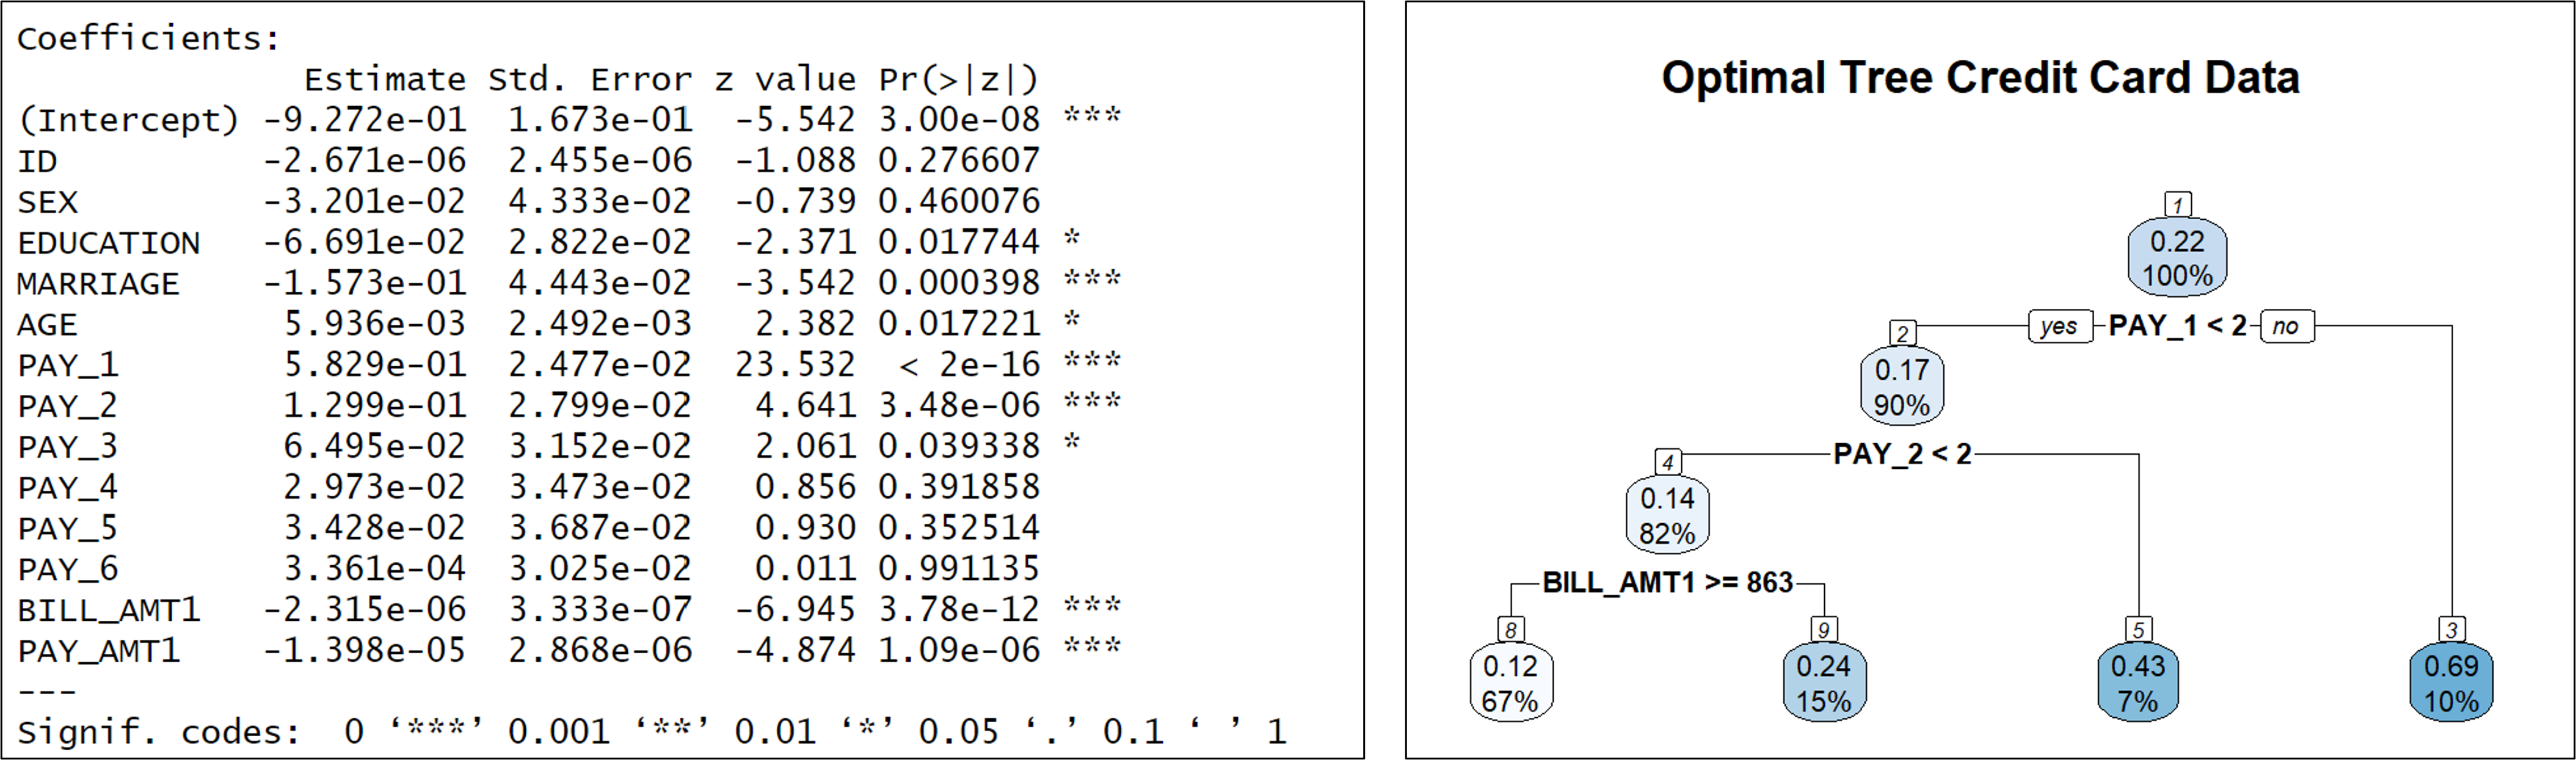 Coefficients:
Estimate Std. Error z value Pr(>|z|)
(Intercept) -9.272e-01 1.673e-01 -5.542 3.00e-08 ***
ID -2.671e-06 2.455e-06 -1.088 0.276607
SEX -3.201e-02 4.333e-02 -0.739 0.460076
EDUCATION -6.691e-02 2.822e-02 -2.371 0.017744 *
MARRIAGE -1.573e-01 4.443e-02 -3.542 0.000398 ***
AGE 5.936e-03 2.492e-03 2.382 0.017221 *
PAY_1 5.829e-01 2.477e-02 23.532 < 2e-16 ***
PAY_2 1.299e-01 2.799e-02 4.641 3.48e-06 ***
PAY_3 6.495e-02 3.152e-02 2.061 0.039338 *
PAY_4 2.973e-02 3.473e-02 0.856 0.391858
PAY_5 3.428e-02 3.687e-02 0.930 0.352514
PAY_6 3.361e-04 3.025e-02 0.011 0.991135
BILL_AMT1 -2.315e-06 3.333e-07 -6.945 3.78e-12 ***
PAY_AMT1 -1.398e-05 2.868e-06 -4.874 1.09e-06 ***
---
Signif. codes: 0 ‘***’ 0.001 ‘**’ 0.01 ‘*’ 0.05 ‘.’ 0.1 ‘ ’ 1
Optimal Tree Credit Card Data
1
0.22
100%
yes PAY_1 < 2 no
2
0.17
90%
PAY_2 < 2
4
0.14
82%
BILL_AMT1 >= 863
8 9 5 3
0.12 0.24 0.43 0.69
67% 15% 7% 10%